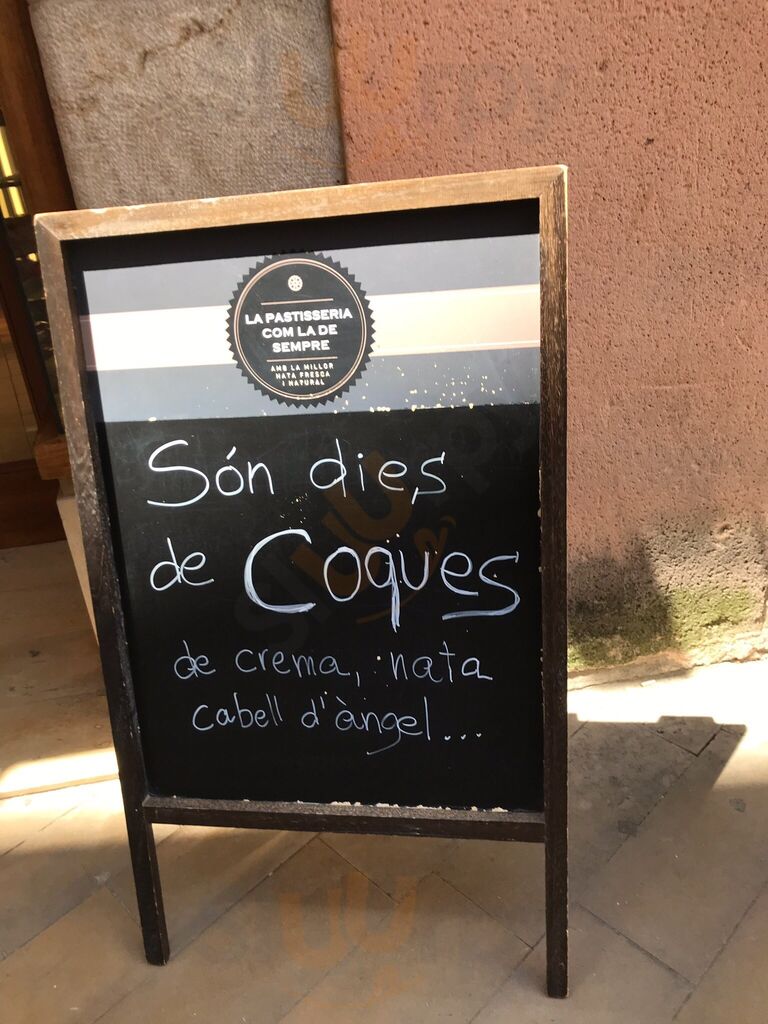 LA PASTISSERIA
COM LA DE
SEMPRE
AMB LA MILLOR
NATA FRESCA
I NATURAL
Són dies
de Coques
de crema, nata
cabell d'àngel...